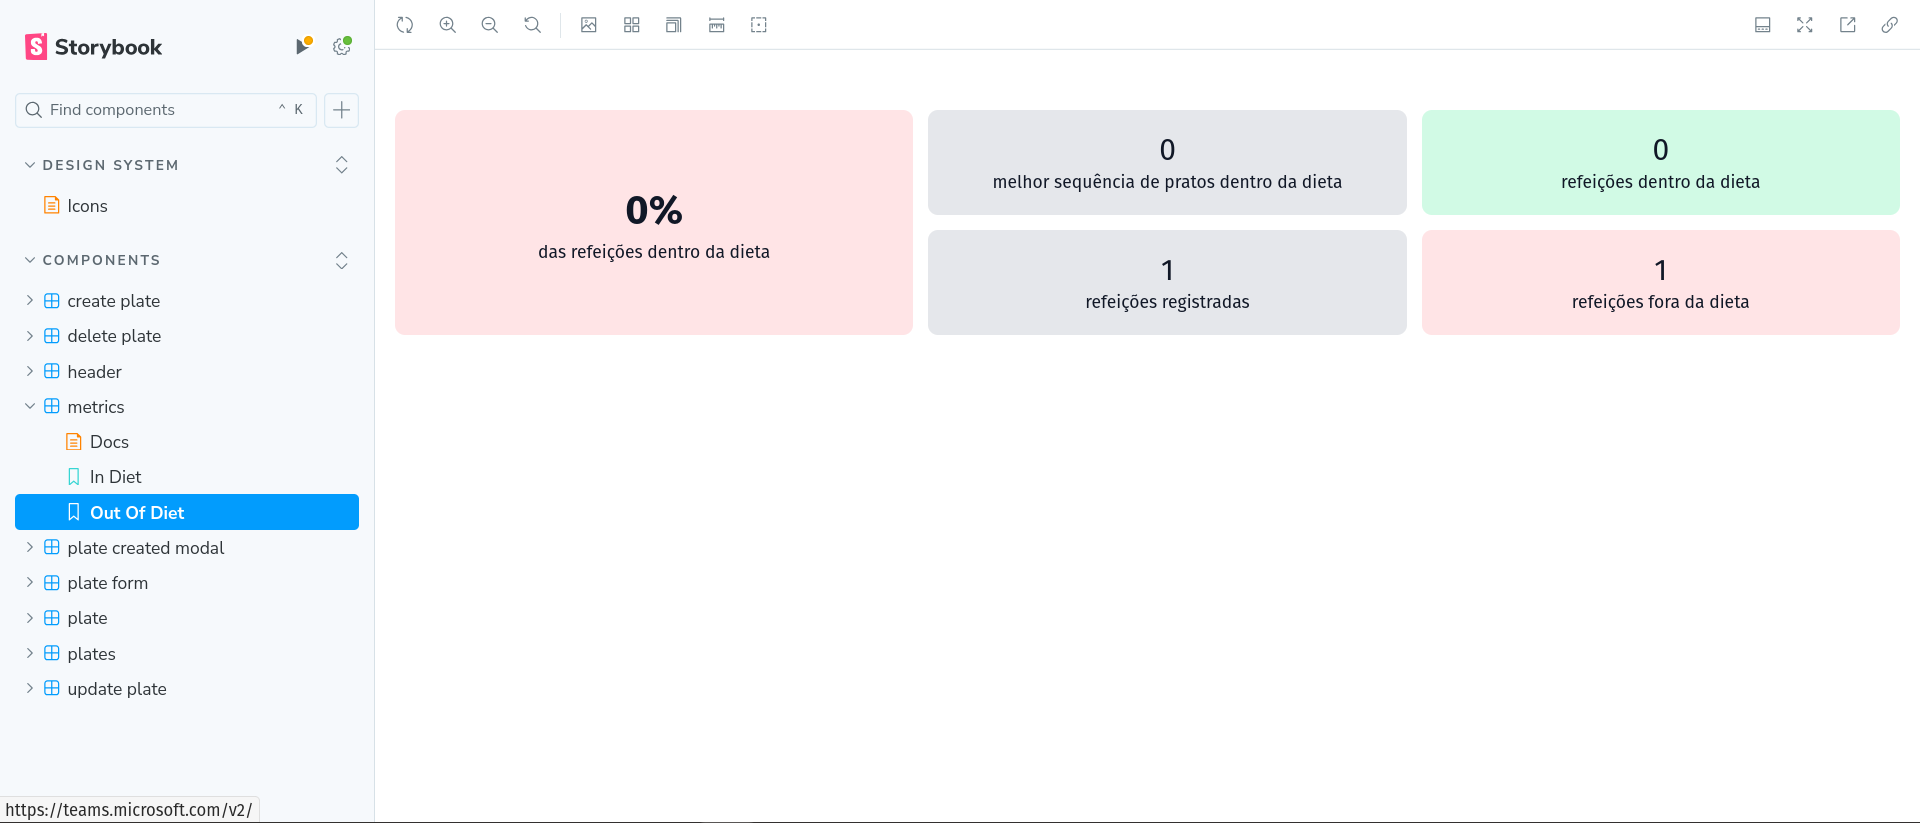 Storybook
Find components
^ K
DESIGN SYSTEM
Icons
COMPONENTS
create plate
delete plate
header
metrics
Docs
In Diet
Out Of Diet
plate created modal
plate form
plate
plates
update plate
https://teams.microsoft.com/v2/
0%
das refeições dentro da dieta
0
melhor sequência de pratos dentro da dieta
0
refeições dentro da dieta
1
refeições registradas
1
refeições fora da dieta